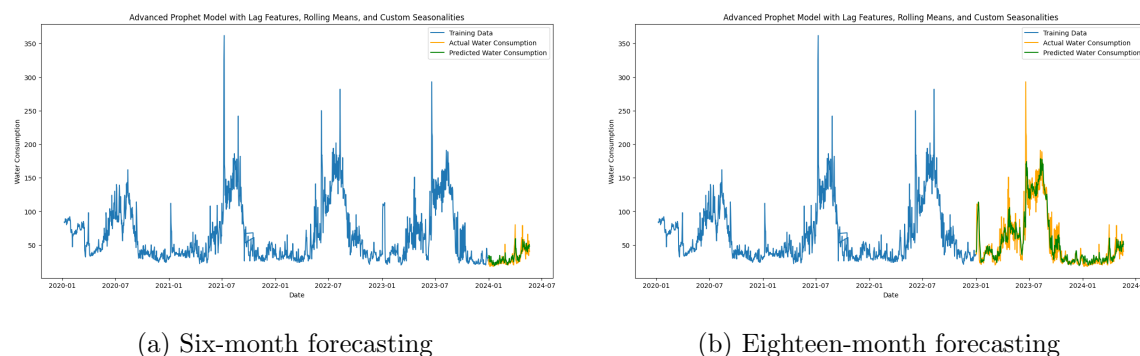 Advanced Prophet Model with Lag Features, Rolling Means, and Custom Seasonalities
Training Data
Actual Water Consumption
Predicted Water Consumption
Water Consumption
350
300
250
200
150
100
50
2020-01 2020-07 2021-01 2021-07 2022-01 2022-07 2023-01 2023-07 2024-01 2024-07
Date
(a) Six-month forecasting
Advanced Prophet Model with Lag Features, Rolling Means, and Custom Seasonalities
Training Data
Actual Water Consumption
Predicted Water Consumption
Water Consumption
350
300
250
200
150
100
50
2020-01 2020-07 2021-01 2021-07 2022-01 2022-07 2023-01 2023-07 2024-01
Date
(b) Eighteen-month forecasting